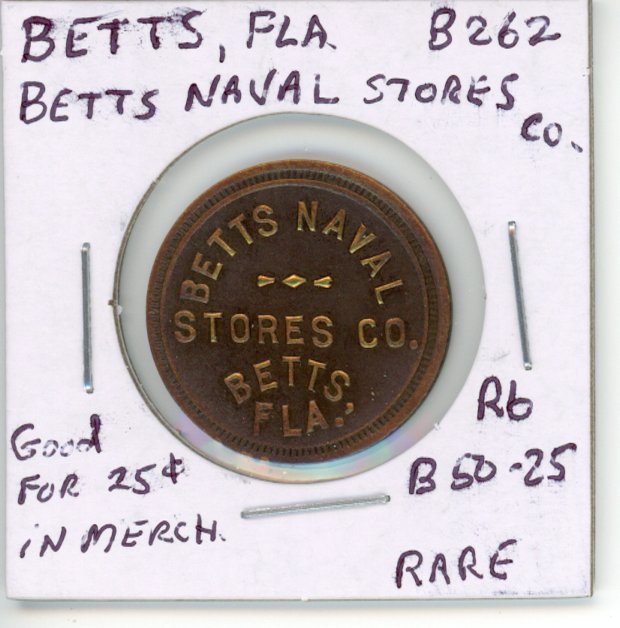 BETTS, FLA. B262
BETTS NAVAL STORES CO.
BETTS NAVAL
STORES CO.
BETTS,
FLA.
Good
FOR 25¢
IN MERCH.
R6
B50-25
RARE